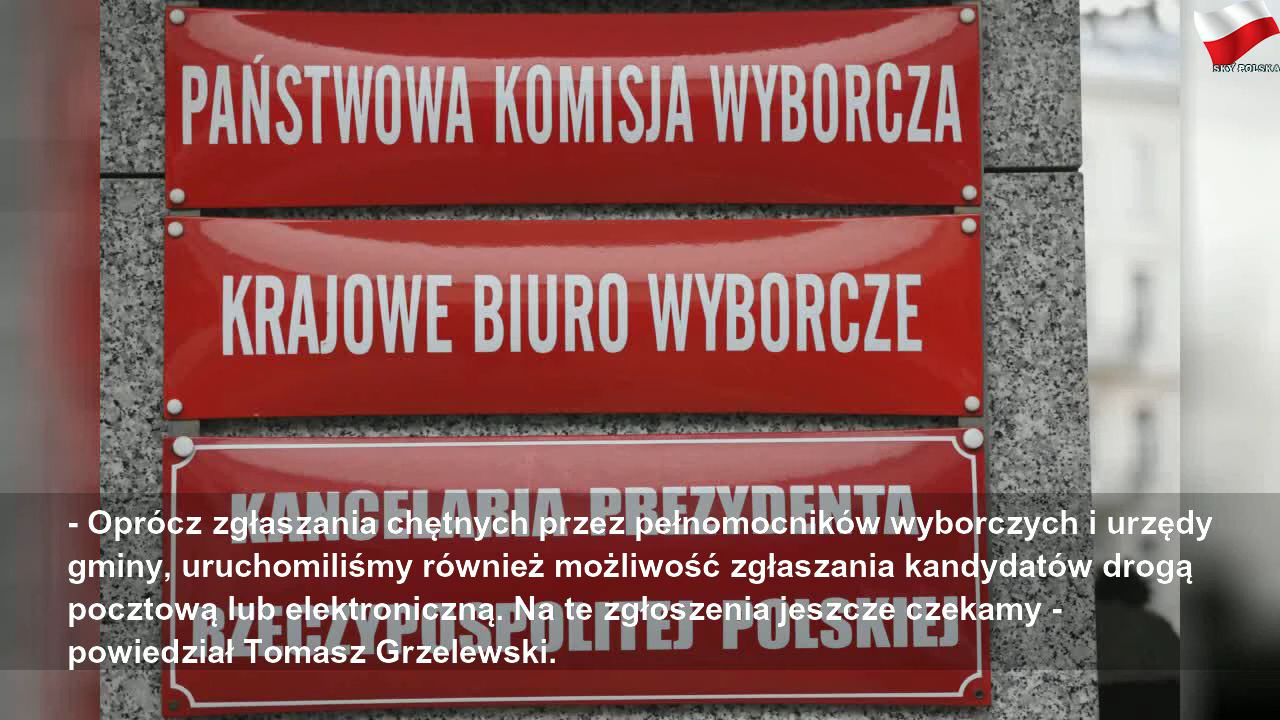 PAŃSTWOWA KOMISJA WYBORCZA
SKY POLSKA
KRAJOWE BIURO WYBORCZE
KANCELARIA PREZYDENTA
RZECZYPOSPOLITEJ POLSKIEJ
- Oprócz zgłaszania chętnych przez pełnomocników wyborczych i urzędy
gminy, uruchomiliśmy również możliwość zgłaszania kandydatów drogą
pocztową lub elektroniczną. Na te zgłoszenia jeszcze czekamy -
powiedział Tomasz Grzelewski.